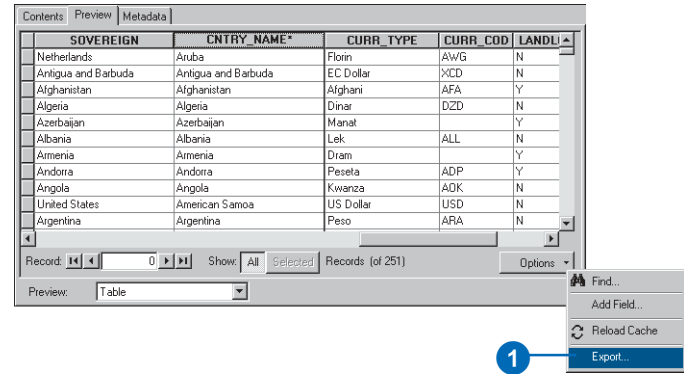 Contents Preview Metadata
SOVEREIGN CNTRY_NAME* CURR_TYPE CURR_COD LANDL
Netherlands Aruba Florin AWG N
Antigua and Barbuda Antigua and Barbuda EC Dollar XCD N
Afghanistan Afghanistan Afghani AFA Y
Algeria Algeria Dinar DZD N
Azerbaijan Azerbaijan Manat Y
Albania Albania Lek ALL N
Armenia Armenia Dram Y
Andorra Andorra Peseta ADP Y
Angola Angola Kwanza AOK N
United States American Samoa US Dollar USD N
Argentina Argentina Peso ARA N
Record: 0 Show: All Selected Records (of 251) Options
Preview: Table
Find...
Add Field...
Reload Cache
1 Export...